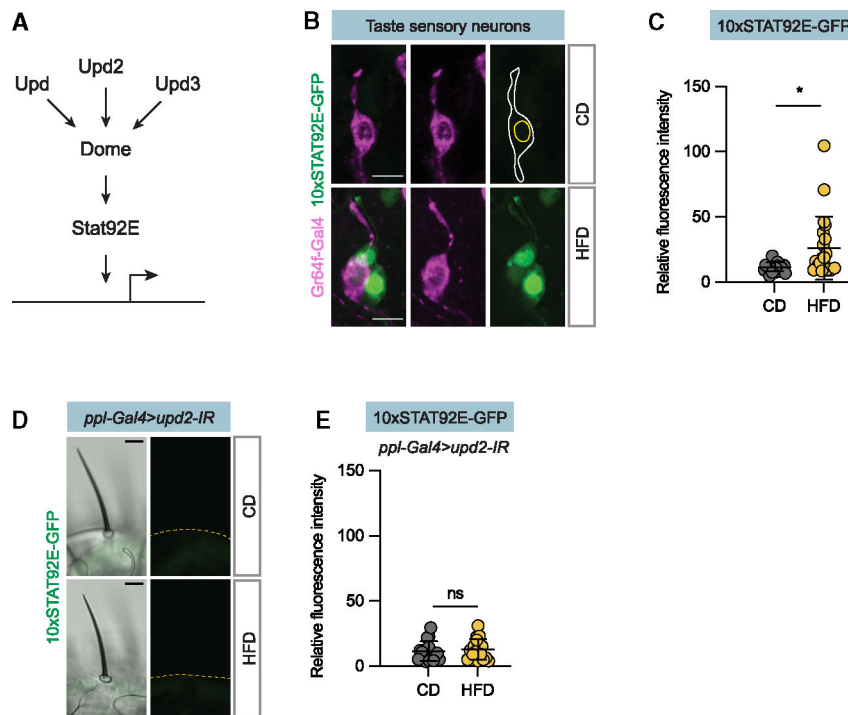 A
Upd
Upd2
Upd3
Dome
Stat92E
B
Taste sensory neurons
Gr64f-Gal4 10xSTAT92E-GFP
CD
HFD
C
10xSTAT92E-GFP
Relative fluorescence intensity
150
100
50
0
*
CD
HFD
D
ppl-Gal4>upd2-IR
10xSTAT92E-GFP
CD
HFD
E
10xSTAT92E-GFP
ppl-Gal4>upd2-IR
Relative fluorescence intensity
150
100
50
0
ns
CD
HFD